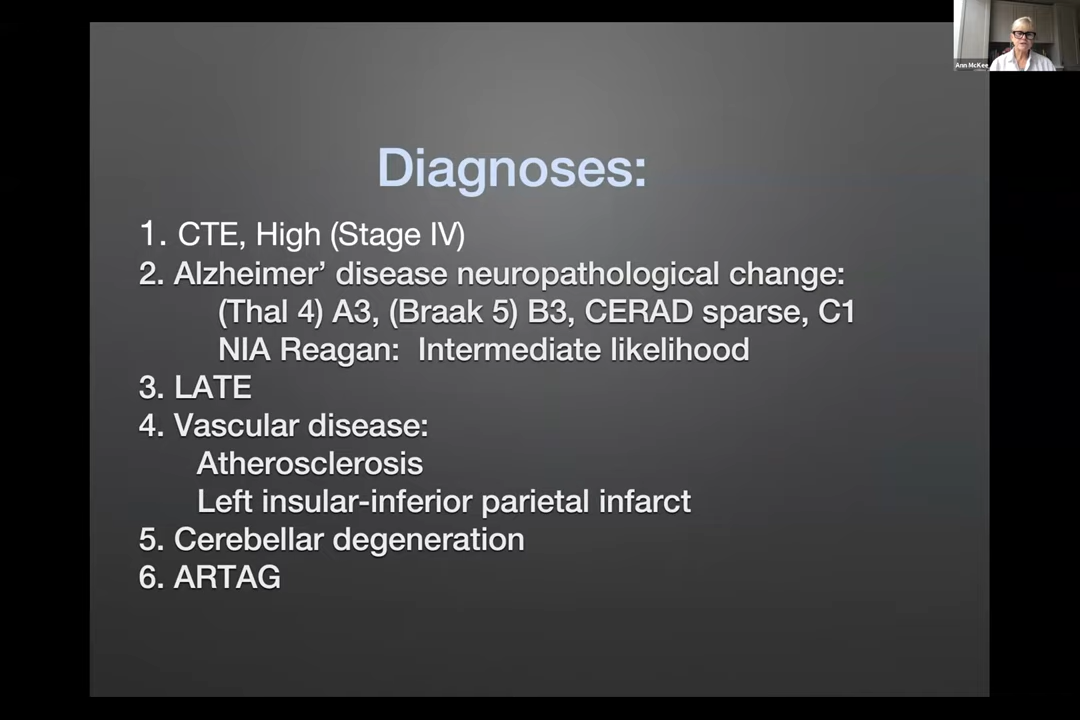 Ann McKee
Diagnoses:
1. CTE, High (Stage IV)
2. Alzheimer’ disease neuropathological change:
(Thal 4) A3, (Braak 5) B3, CERAD sparse, C1
NIA Reagan: Intermediate likelihood
3. LATE
4. Vascular disease:
Atherosclerosis
Left insular-inferior parietal infarct
5. Cerebellar degeneration
6. ARTAG